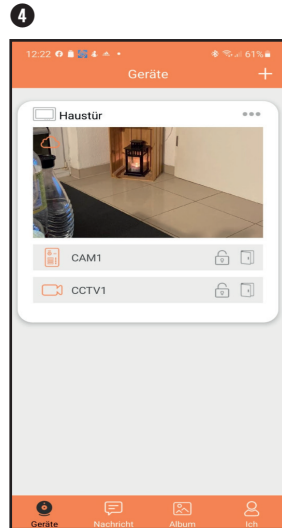 4
12:22 61%
Geräte +
Haustür
CAM1
CCTV1
Geräte Nachricht Album Ich